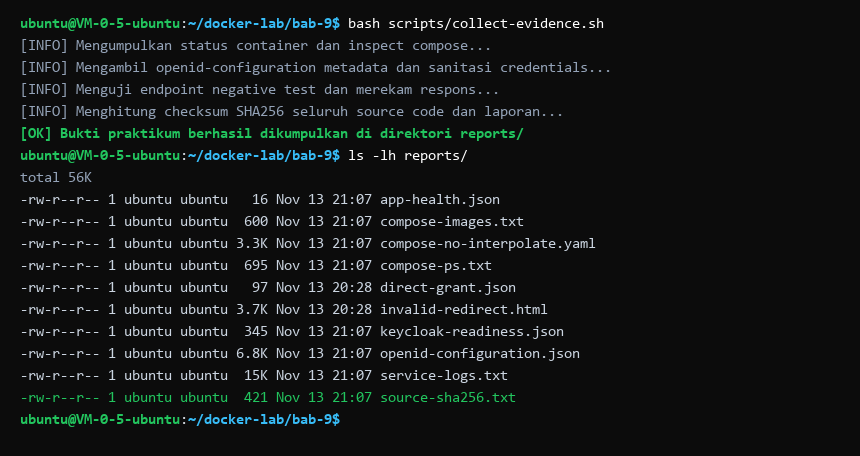 ubuntu@VM-0-5-ubuntu:~/docker-lab/bab-9$ bash scripts/collect-evidence.sh
[INFO] Mengumpulkan status container dan inspect compose...
[INFO] Mengambil openid-configuration metadata dan sanitasi credentials...
[INFO] Menguji endpoint negative test dan merekam respons...
[INFO] Menghitung checksum SHA256 seluruh source code dan laporan...
[OK] Bukti praktikum berhasil dikumpulkan di direktori reports/
ubuntu@VM-0-5-ubuntu:~/docker-lab/bab-9$ ls -lh reports/
total 56K
-rw-r--r-- 1 ubuntu ubuntu   16 Nov 13 21:07 app-health.json
-rw-r--r-- 1 ubuntu ubuntu  600 Nov 13 21:07 compose-images.txt
-rw-r--r-- 1 ubuntu ubuntu 3.3K Nov 13 21:07 compose-no-interpolate.yaml
-rw-r--r-- 1 ubuntu ubuntu  695 Nov 13 21:07 compose-ps.txt
-rw-r--r-- 1 ubuntu ubuntu   97 Nov 13 20:28 direct-grant.json
-rw-r--r-- 1 ubuntu ubuntu 3.7K Nov 13 20:28 invalid-redirect.html
-rw-r--r-- 1 ubuntu ubuntu  345 Nov 13 21:07 keycloak-readiness.json
-rw-r--r-- 1 ubuntu ubuntu 6.8K Nov 13 21:07 openid-configuration.json
-rw-r--r-- 1 ubuntu ubuntu  15K Nov 13 21:07 service-logs.txt
-rw-r--r-- 1 ubuntu ubuntu  421 Nov 13 21:07 source-sha256.txt
ubuntu@VM-0-5-ubuntu:~/docker-lab/bab-9$